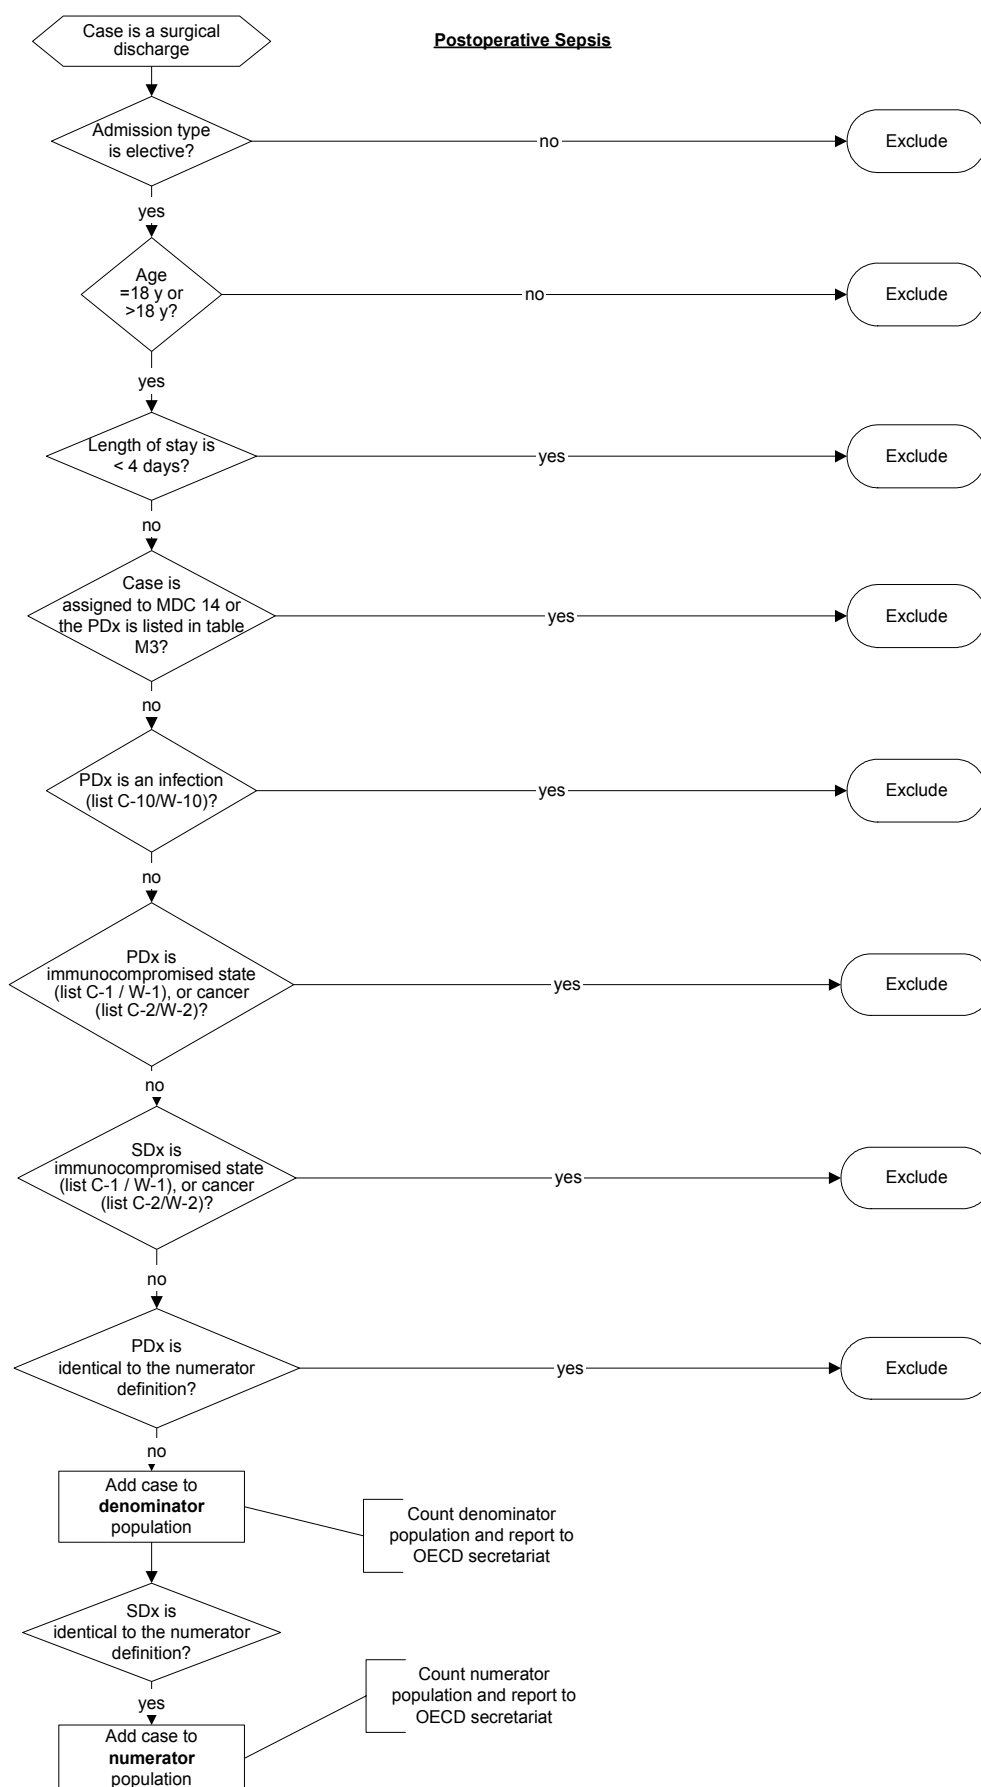 Case is a surgical
discharge
Postoperative Sepsis
Admission type
is elective?
no
Exclude
yes
Age
=18 y or
>18 y?
no
Exclude
yes
Length of stay is
< 4 days?
yes
Exclude
no
Case is
assigned to MDC 14 or
the PDx is listed in table
M3?
yes
Exclude
no
PDx is an infection
(list C-10/W-10)?
yes
Exclude
no
PDx is
immunocompromised state
(list C-1 / W-1), or cancer
(list C-2/W-2)?
yes
Exclude
no
SDx is
immunocompromised state
(list C-1 / W-1), or cancer
(list C-2/W-2)?
yes
Exclude
no
PDx is
identical to the numerator
definition?
yes
Exclude
no
Add case to
denominator
population
Count denominator
population and report to
OECD secretariat
SDx is
identical to the numerator
definition?
yes
Count numerator
population and report to
OECD secretariat
Add case to
numerator
population